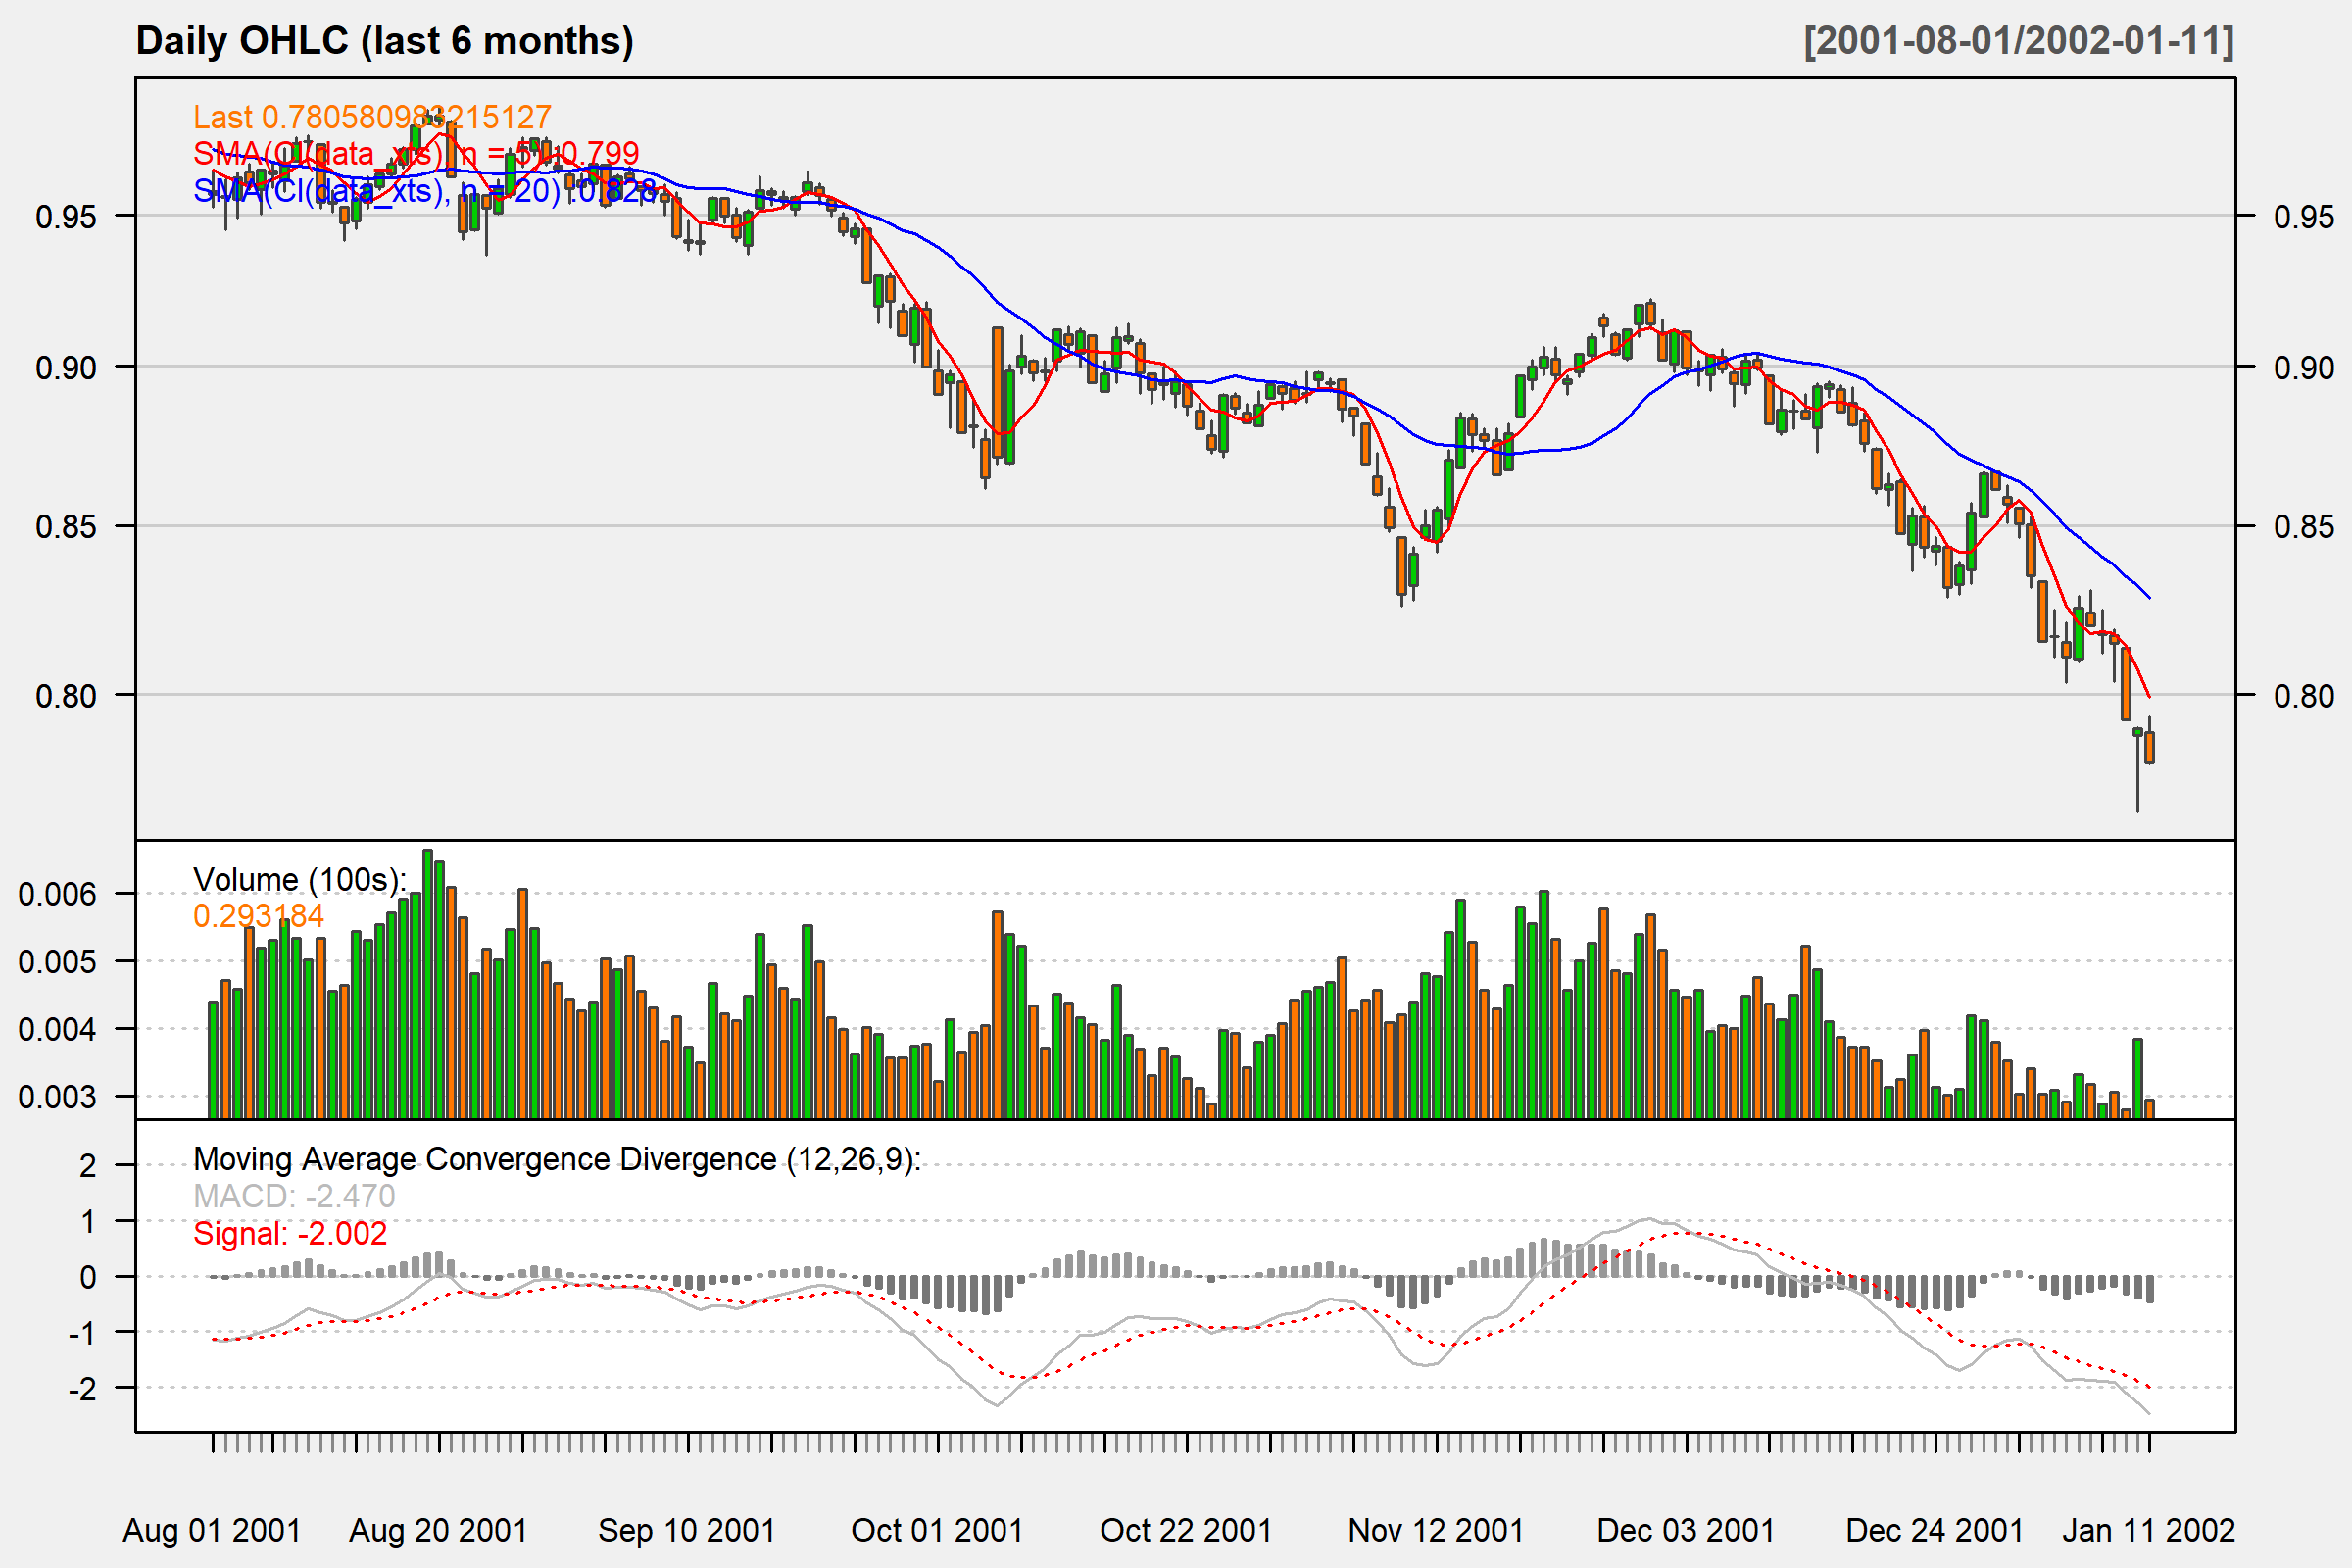 Daily OHLC (last 6 months) [2001-08-01/2002-01-11]
Last 0.780580983215127
SMA(Cl(data_xts), n = 5) :0.799
SMA(Cl(data_xts), n = 20) :0.828
0.95 0.95
0.90 0.90
0.85 0.85
0.80 0.80
Volume (100s):
0.293184
0.006
0.005
0.004
0.003
Moving Average Convergence Divergence (12,26,9):
MACD: -2.470
Signal: -2.002
2
1
0
-1
-2
Aug 01 2001 Aug 20 2001 Sep 10 2001 Oct 01 2001 Oct 22 2001 Nov 12 2001 Dec 03 2001 Dec 24 2001 Jan 11 2002